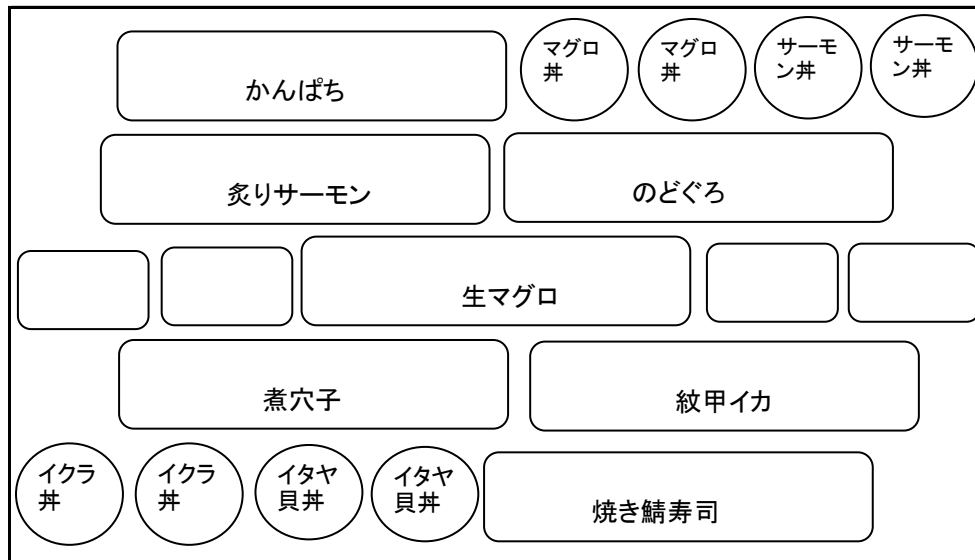 かんぱち
マグロ
丼
マグロ
丼
サーモ
ン丼
サーモ
ン丼
炙りサーモン
のどぐろ
生マグロ
煮穴子
紋甲イカ
イクラ
丼
イクラ
丼
イタヤ
貝丼
イタヤ
貝丼
焼き鯖寿司